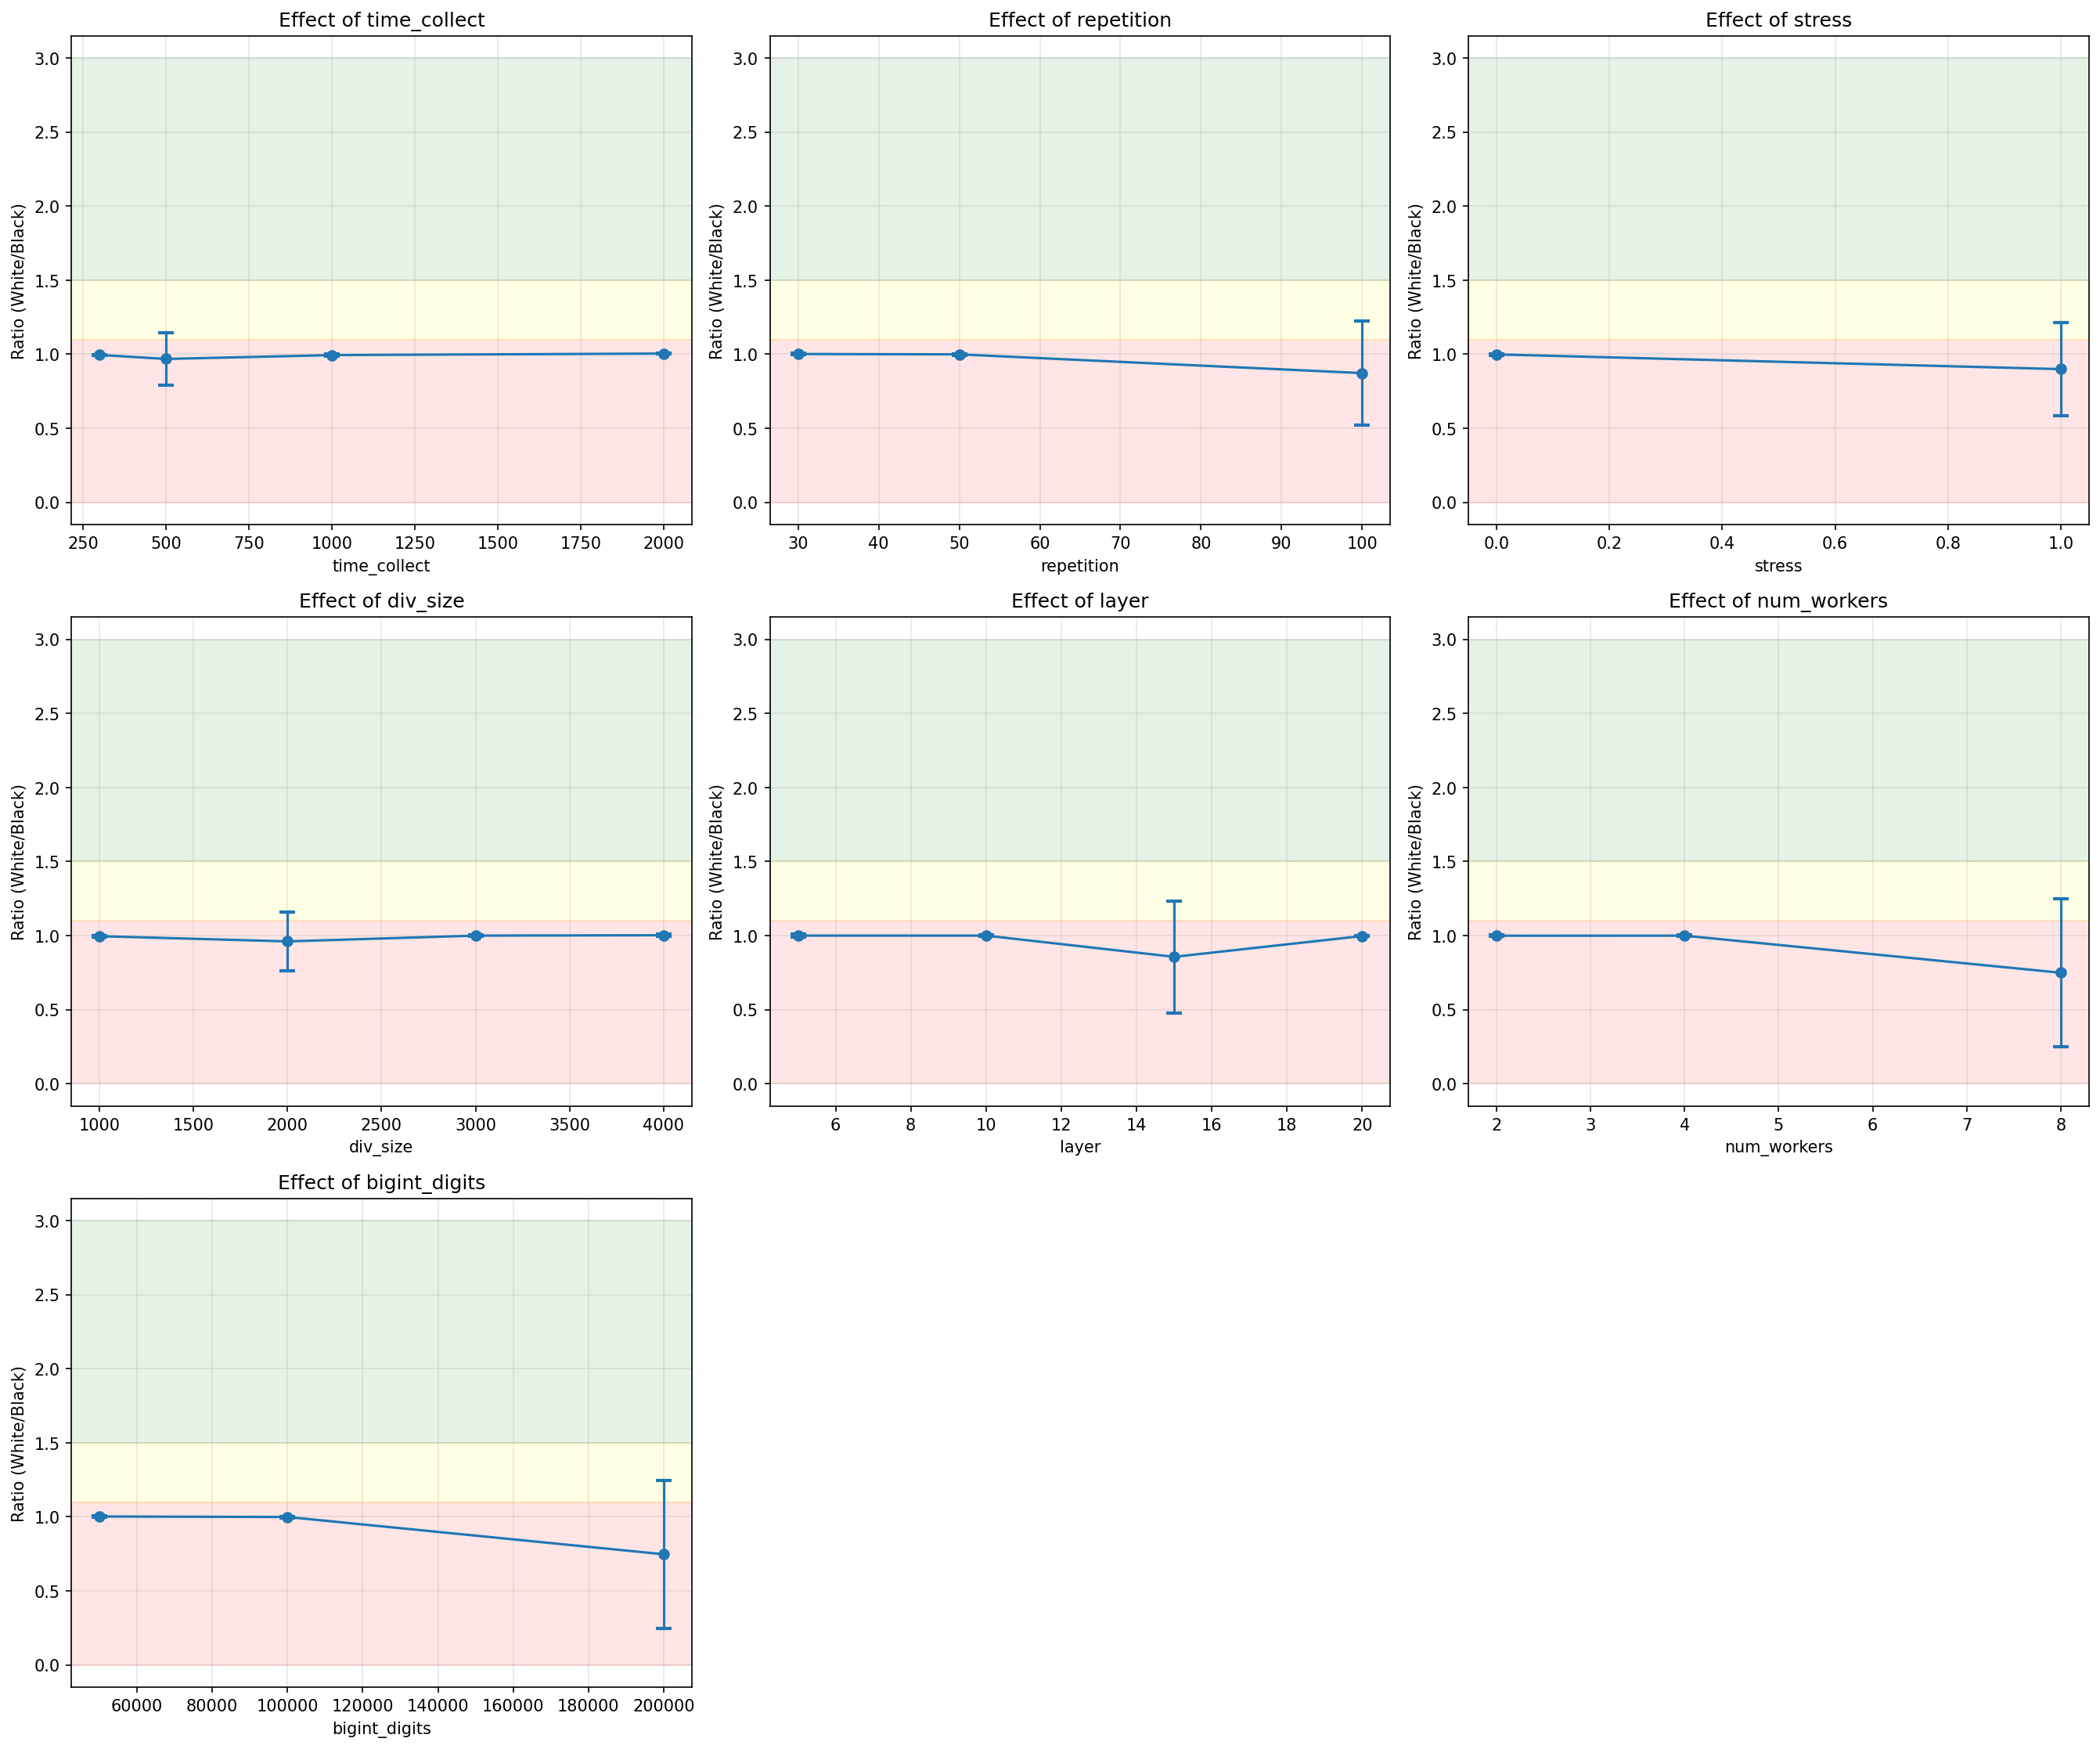 Effect of time_collect
Ratio (White/Black)
3.0
2.5
2.0
1.5
1.0
0.5
0.0
250 500 750 1000 1250 1500 1750 2000
time_collect
Effect of repetition
Ratio (White/Black)
3.0
2.5
2.0
1.5
1.0
0.5
0.0
30 40 50 60 70 80 90 100
repetition
Effect of stress
Ratio (White/Black)
3.0
2.5
2.0
1.5
1.0
0.5
0.0
0.0 0.2 0.4 0.6 0.8 1.0
stress
Effect of div_size
Ratio (White/Black)
3.0
2.5
2.0
1.5
1.0
0.5
0.0
1000 1500 2000 2500 3000 3500 4000
div_size
Effect of layer
Ratio (White/Black)
3.0
2.5
2.0
1.5
1.0
0.5
0.0
6 8 10 12 14 16 18 20
layer
Effect of num_workers
Ratio (White/Black)
3.0
2.5
2.0
1.5
1.0
0.5
0.0
2 3 4 5 6 7 8
num_workers
Effect of bigint_digits
Ratio (White/Black)
3.0
2.5
2.0
1.5
1.0
0.5
0.0
60000 80000 100000 120000 140000 160000 180000 200000
bigint_digits